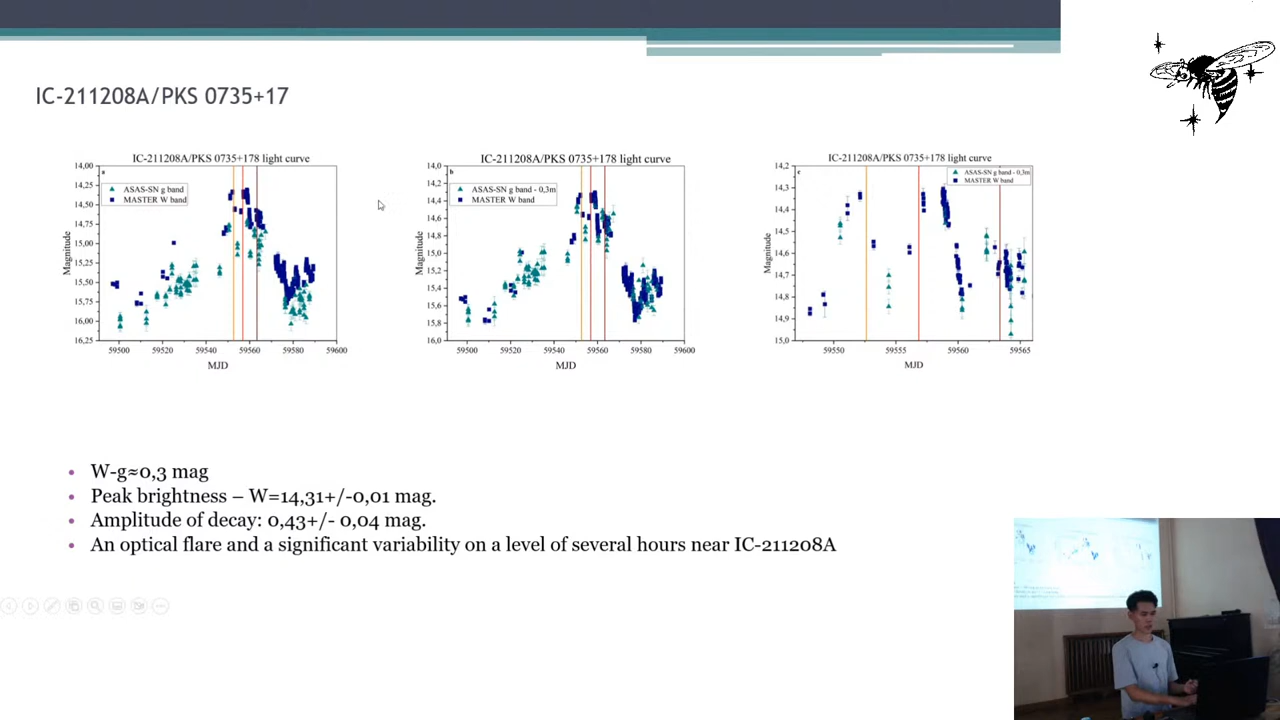 IC-211208A/PKS 0735+17
IC-211208A/PKS 0735+178 light curve
a
ASAS-SN g band
MASTER W band
14,00
14,25
14,50
14,75
15,00
15,25
15,50
15,75
16,00
16,25
Magnitude
59500 59520 59540 59560 59580 59600
MJD
IC-211208A/PKS 0735+178 light curve
b
ASAS-SN g band - 0,3m
MASTER W band
14,0
14,2
14,4
14,6
14,8
15,0
15,2
15,4
15,6
15,8
16,0
Magnitude
59500 59520 59540 59560 59580 59600
MJD
IC-211208A/PKS 0735+178 light curve
c
ASAS-SN g band - 0,3m
MASTER W band
14,2
14,3
14,4
14,5
14,6
14,7
14,8
14,9
15,0
Magnitude
59550 59555 59560 59565
MJD
• W-g≈0,3 mag
• Peak brightness – W=14,31+/-0,01 mag.
• Amplitude of decay: 0,43+/- 0,04 mag.
• An optical flare and a significant variability on a level of several hours near IC-211208A